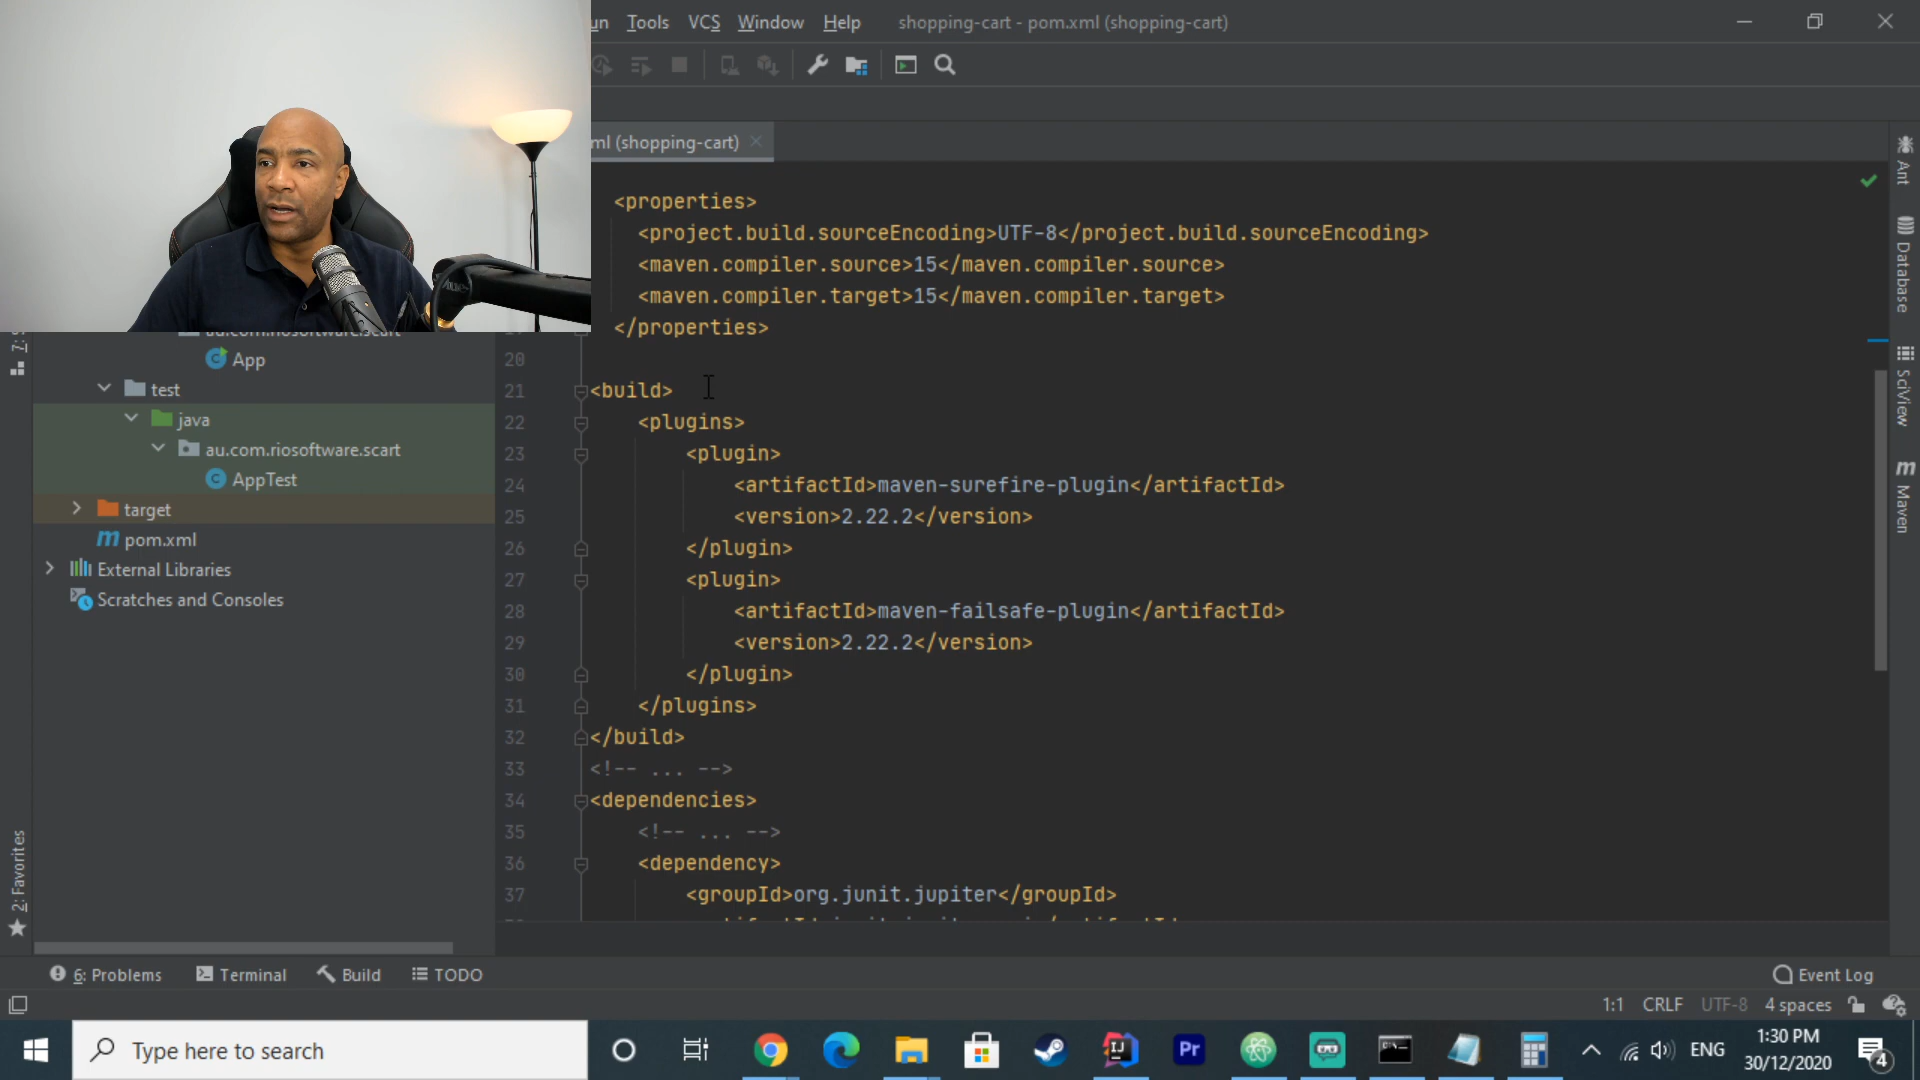 Tools VCS Window Help shopping-cart - pom.xml (shopping-cart)
ml (shopping-cart)
<properties>
<project.build.sourceEncoding>UTF-8</project.build.sourceEncoding>
<maven.compiler.source>15</maven.compiler.source>
<maven.compiler.target>15</maven.compiler.target>
</properties>
20
21 <build>
22 <plugins>
23 <plugin>
24 <artifactId>maven-surefire-plugin</artifactId>
25 <version>2.22.2</version>
26 </plugin>
27 <plugin>
28 <artifactId>maven-failsafe-plugin</artifactId>
29 <version>2.22.2</version>
30 </plugin>
31 </plugins>
32 </build>
33 <!-- ... -->
34 <dependencies>
35 <!-- ... -->
36 <dependency>
37 <groupId>org.junit.jupiter</groupId>
App
test
java
au.com.riosoftware.scart
AppTest
target
pom.xml
External Libraries
Scratches and Consoles
2: Favorites
Ant
Database
SciView
Maven
6: Problems Terminal Build TODO Event Log
1:1 CRLF UTF-8 4 spaces
Type here to search
Pr
ENG
1:30 PM
30/12/2020
4